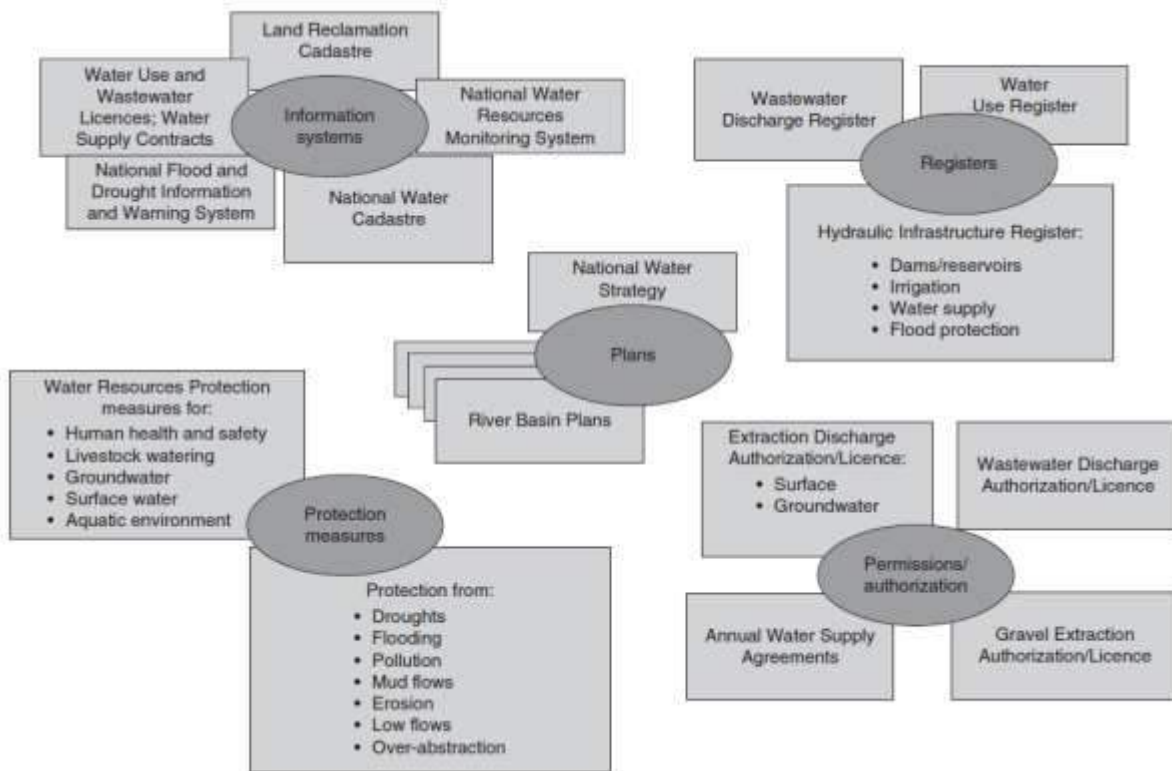 Land Reclamation
Cadastre
Water Use and
Wastewater
Licences; Water
Supply Contracts
Information
systems
National Water
Resources
Monitoring System
National Flood and
Drought Information
and Warning System
National Water
Cadastre
Wastewater
Discharge Register
Water
Use Register
Registers
Hydraulic Infrastructure Register:
• Dams/reservoirs
• Irrigation
• Water supply
• Flood protection
National Water
Strategy
Plans
River Basin Plans
Water Resources Protection
measures for:
• Human health and safety
• Livestock watering
• Groundwater
• Surface water
• Aquatic environment
Protection
measures
Protection from:
• Droughts
• Flooding
• Pollution
• Mud flows
• Erosion
• Low flows
• Over-abstraction
Extraction Discharge
Authorization/Licence:
• Surface
• Groundwater
Wastewater Discharge
Authorization/Licence
Permissions/
authorization
Annual Water Supply
Agreements
Gravel Extraction
Authorization/Licence